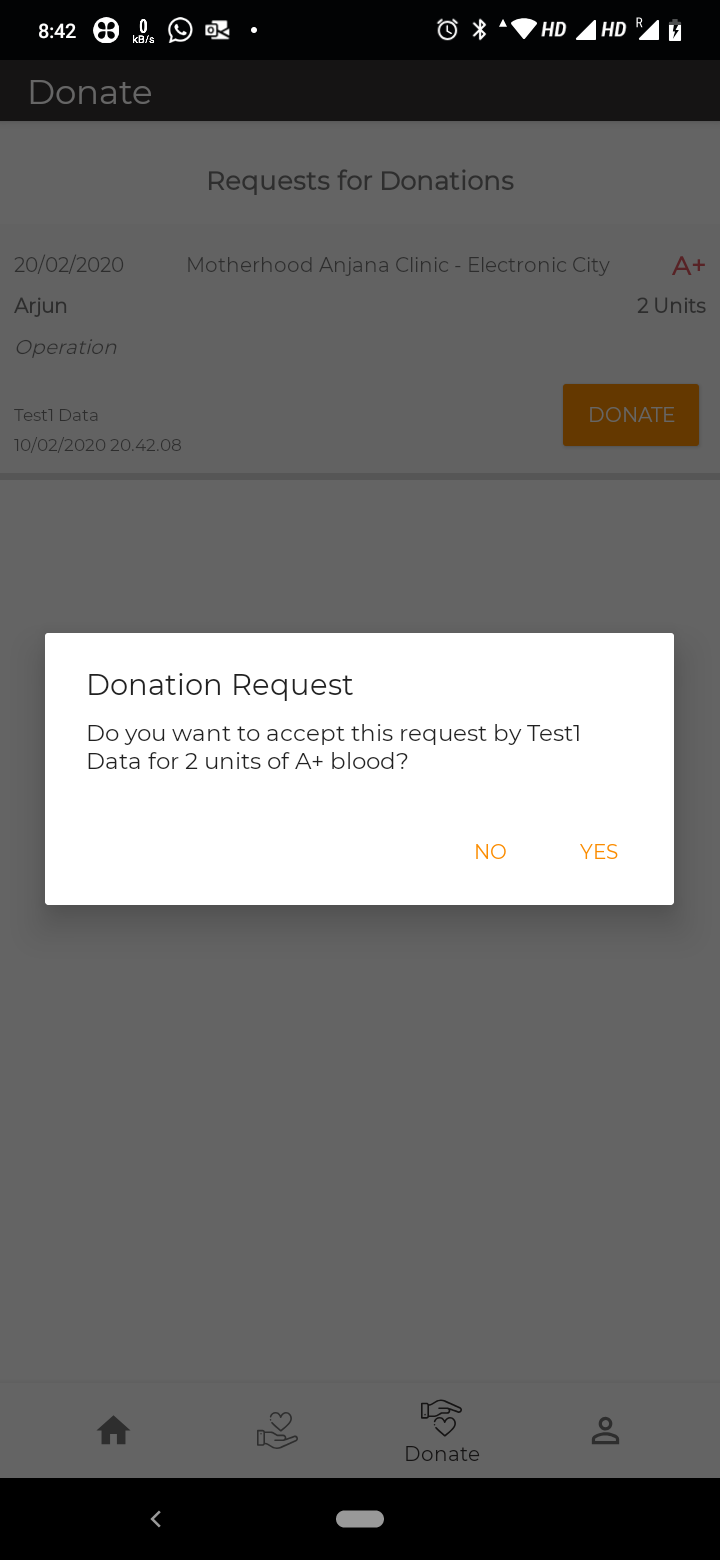 8:42
0
kB/s
HD
HD
R
Donate
Requests for Donations
20/02/2020 Motherhood Anjana Clinic - Electronic City A+
Arjun 2 Units
Operation
Test1 Data
DONATE
10/02/2020 20.42.08
Donation Request
Do you want to accept this request by Test1
Data for 2 units of A+ blood?
NO YES
Donate